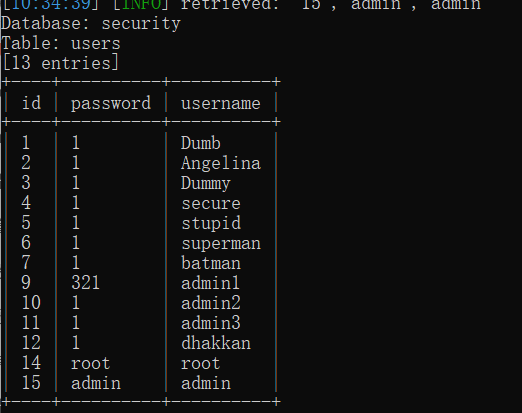 [10:34:39] [INFO] retrieved: '15', 'admin', 'admin'
Database: security
Table: users
[13 entries]
+----+----------+----------+
| id | password | username |
+----+----------+----------+
| 1 | 1 | Dumb |
| 2 | 1 | Angelina |
| 3 | 1 | Dummy |
| 4 | 1 | secure |
| 5 | 1 | stupid |
| 6 | 1 | superman |
| 7 | 1 | batman |
| 9 | 321 | admin1 |
| 10 | 1 | admin2 |
| 11 | 1 | admin3 |
| 12 | 1 | dhakkan |
| 14 | root | root |
| 15 | admin | admin |
+----+----------+----------+